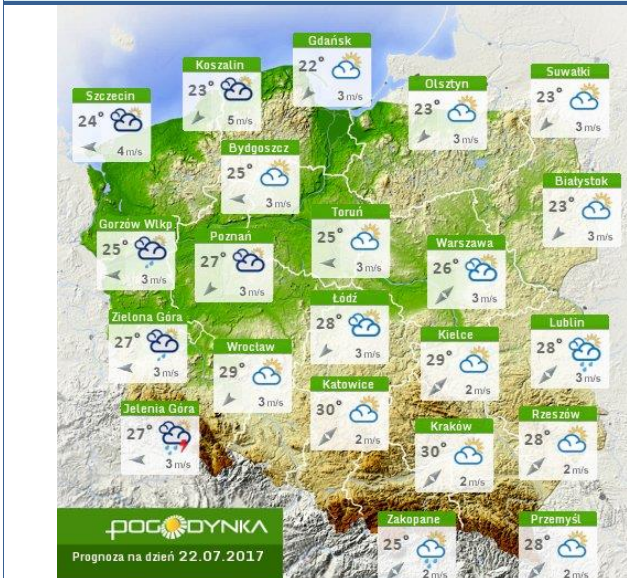 Gdańsk
22°
3 m/s
Koszalin
23°
5 m/s
Suwałki
23°
3 m/s
Olsztyn
23°
3 m/s
Szczecin
24°
4 m/s
Bydgoszcz
25°
3 m/s
Białystok
23°
3 m/s
Toruń
25°
3 m/s
Gorzów Wlkp
25°
3 m/s
Poznań
27°
3 m/s
Warszawa
26°
3 m/s
Łódź
28°
3 m/s
Zielona Góra
27°
3 m/s
Lublin
28°
3 m/s
Kielce
29°
2 m/s
Wrocław
29°
3 m/s
Katowice
30°
2 m/s
Jelenia Góra
27°
3 m/s
Rzeszów
28°
2 m/s
Kraków
30°
2 m/s
Zakopane
25°
2 m/s
Przemyśl
28°
2 m/s
POGODYNKA
Prognoza na dzień 22.07.2017